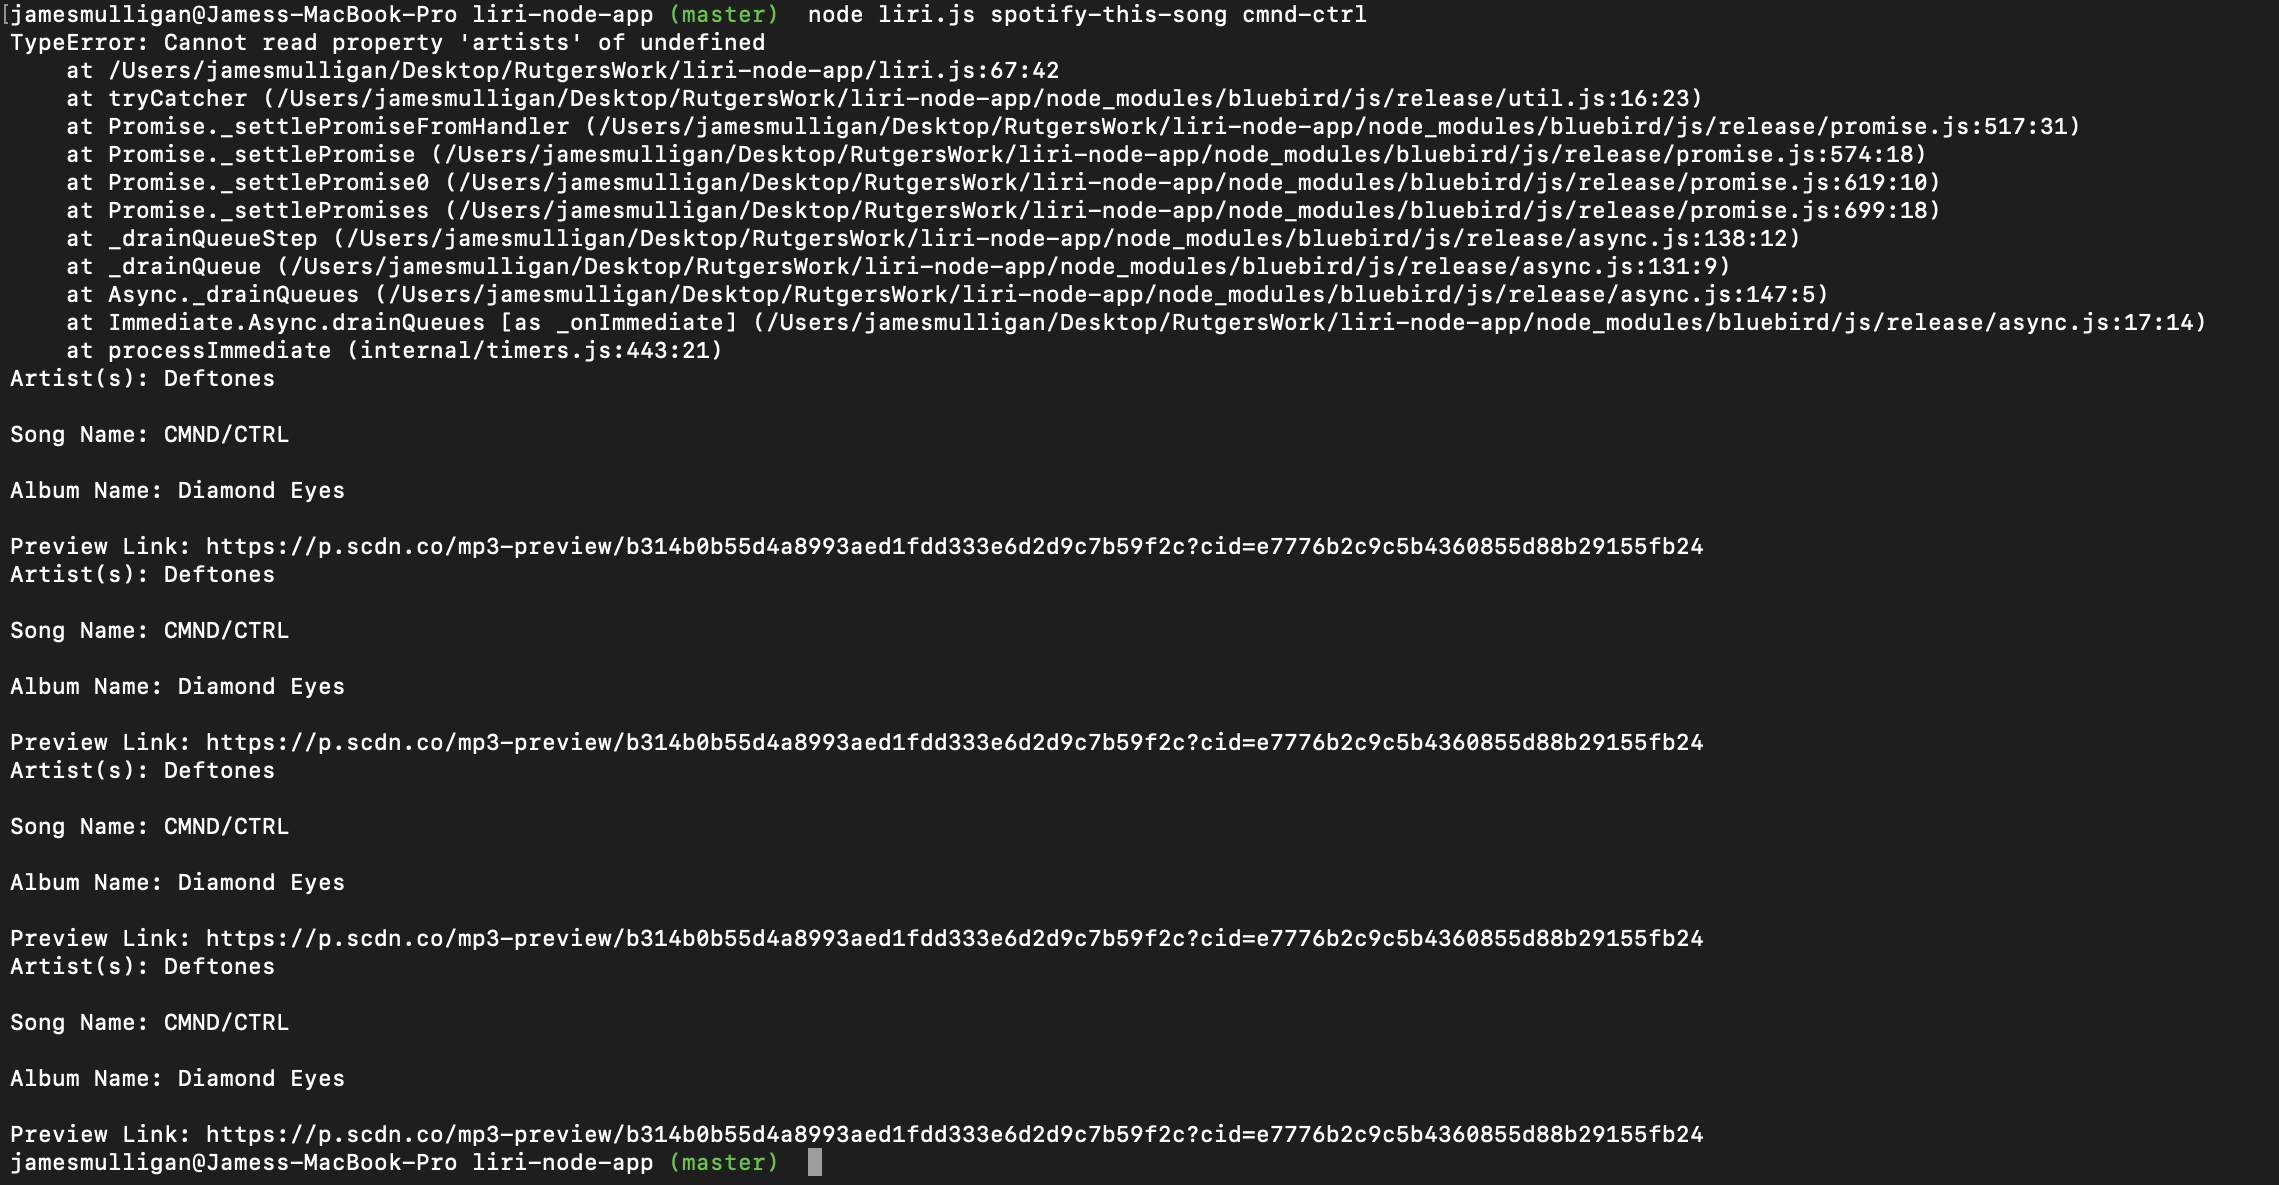 [jamesmulligan@Jamess-MacBook-Pro liri-node-app (master)  node liri.js spotify-this-song cmnd-ctrl
TypeError: Cannot read property 'artists' of undefined
    at /Users/jamesmulligan/Desktop/RutgersWork/liri-node-app/liri.js:67:42
    at tryCatcher (/Users/jamesmulligan/Desktop/RutgersWork/liri-node-app/node_modules/bluebird/js/release/util.js:16:23)
    at Promise._settlePromiseFromHandler (/Users/jamesmulligan/Desktop/RutgersWork/liri-node-app/node_modules/bluebird/js/release/promise.js:517:31)
    at Promise._settlePromise (/Users/jamesmulligan/Desktop/RutgersWork/liri-node-app/node_modules/bluebird/js/release/promise.js:574:18)
    at Promise._settlePromise0 (/Users/jamesmulligan/Desktop/RutgersWork/liri-node-app/node_modules/bluebird/js/release/promise.js:619:10)
    at Promise._settlePromises (/Users/jamesmulligan/Desktop/RutgersWork/liri-node-app/node_modules/bluebird/js/release/promise.js:699:18)
    at _drainQueueStep (/Users/jamesmulligan/Desktop/RutgersWork/liri-node-app/node_modules/bluebird/js/release/async.js:138:12)
    at _drainQueue (/Users/jamesmulligan/Desktop/RutgersWork/liri-node-app/node_modules/bluebird/js/release/async.js:131:9)
    at Async._drainQueues (/Users/jamesmulligan/Desktop/RutgersWork/liri-node-app/node_modules/bluebird/js/release/async.js:147:5)
    at Immediate.Async.drainQueues [as _onImmediate] (/Users/jamesmulligan/Desktop/RutgersWork/liri-node-app/node_modules/bluebird/js/release/async.js:17:14)
    at processImmediate (internal/timers.js:443:21)
Artist(s): Deftones
Song Name: CMND/CTRL
Album Name: Diamond Eyes
Preview Link: https://p.scdn.co/mp3-preview/b314b0b55d4a8993aed1fdd333e6d2d9c7b59f2c?cid=e7776b2c9c5b4360855d88b29155fb24
Artist(s): Deftones
Song Name: CMND/CTRL
Album Name: Diamond Eyes
Preview Link: https://p.scdn.co/mp3-preview/b314b0b55d4a8993aed1fdd333e6d2d9c7b59f2c?cid=e7776b2c9c5b4360855d88b29155fb24
Artist(s): Deftones
Song Name: CMND/CTRL
Album Name: Diamond Eyes
Preview Link: https://p.scdn.co/mp3-preview/b314b0b55d4a8993aed1fdd333e6d2d9c7b59f2c?cid=e7776b2c9c5b4360855d88b29155fb24
Artist(s): Deftones
Song Name: CMND/CTRL
Album Name: Diamond Eyes
Preview Link: https://p.scdn.co/mp3-preview/b314b0b55d4a8993aed1fdd333e6d2d9c7b59f2c?cid=e7776b2c9c5b4360855d88b29155fb24
jamesmulligan@Jamess-MacBook-Pro liri-node-app (master)